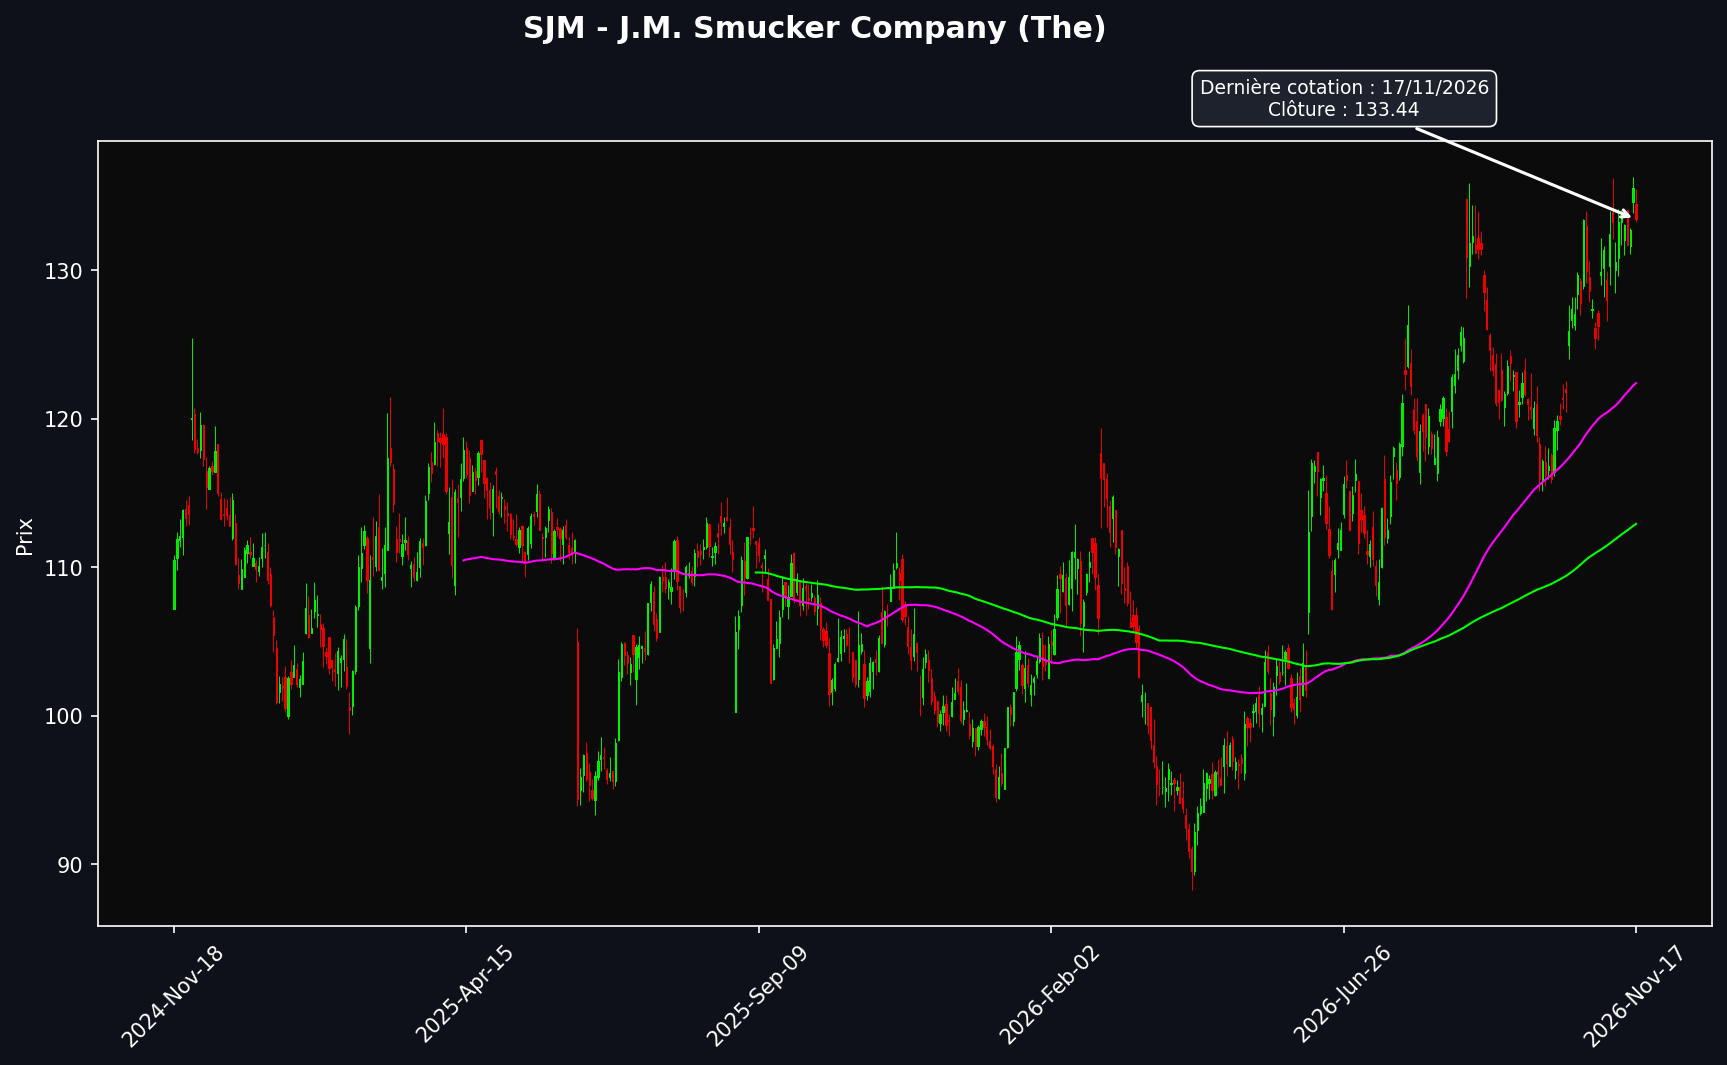 SJM - J.M. Smucker Company (The)
Dernière cotation : 17/11/2026
Clôture : 133.44
Prix
130
120
110
100
90
2024-Nov-18
2025-Apr-15
2025-Sep-09
2026-Feb-02
2026-Jun-26
2026-Nov-17